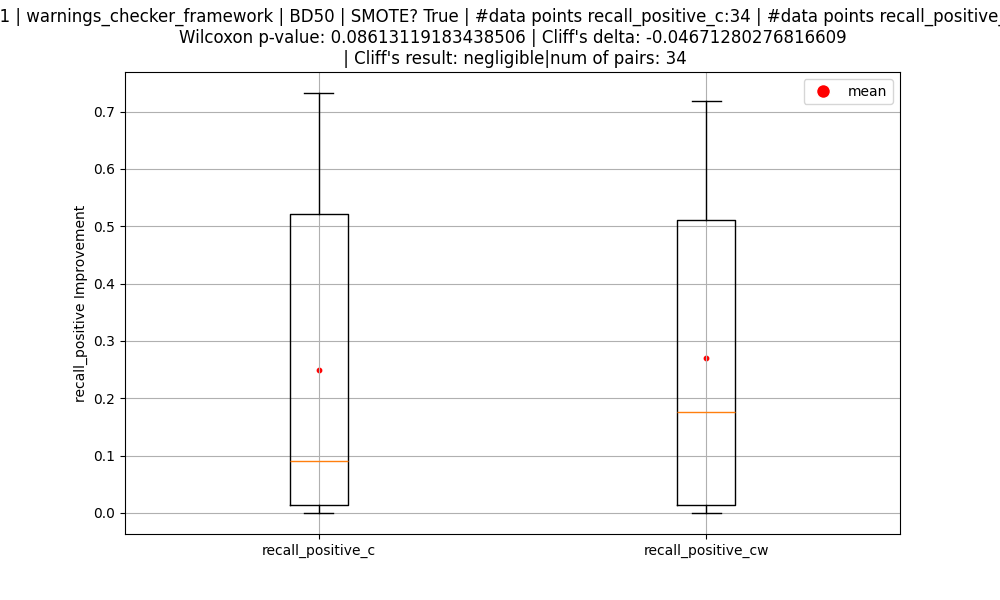 1 | warnings_checker_framework | BD50 | SMOTE? True | #data points recall_positive_c:34 | #data points recall_positive_
Wilcoxon p-value: 0.08613119183438506 | Cliff's delta: -0.04671280276816609
| Cliff's result: negligible|num of pairs: 34
mean
0.7
0.6
0.5
0.4
0.3
0.2
0.1
0.0
recall_positive Improvement
recall_positive_c
recall_positive_cw